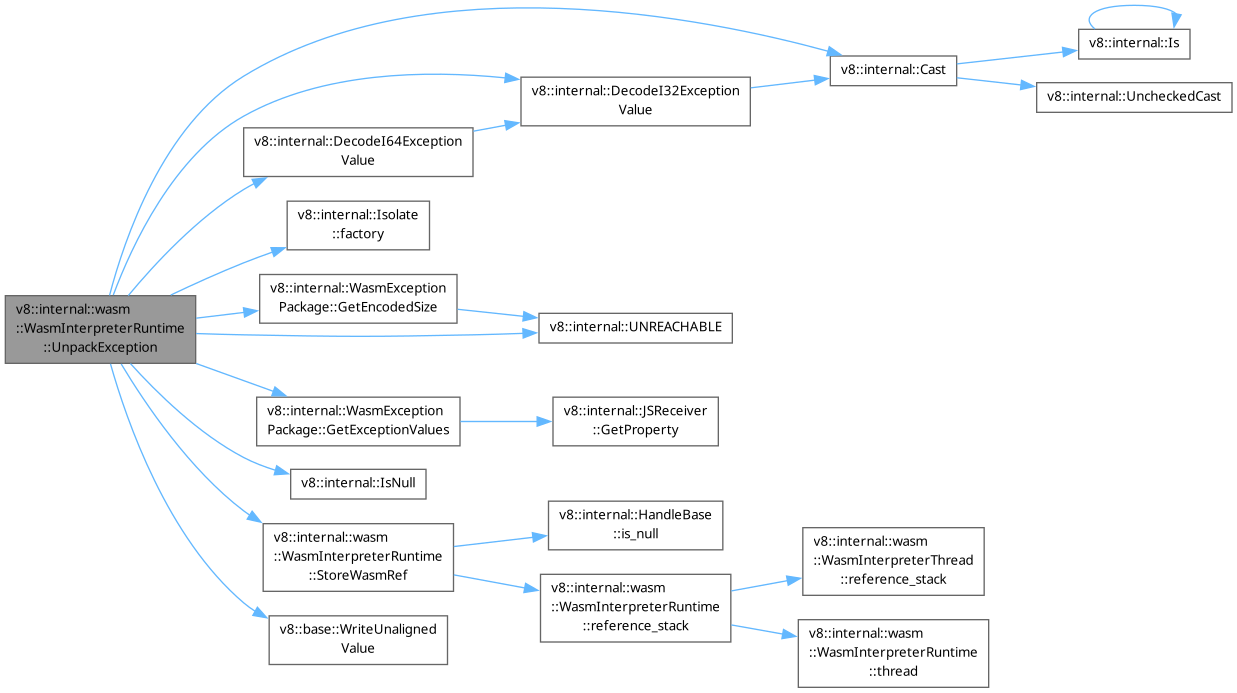 v8::internal::Is
v8::internal::Cast
v8::internal::UncheckedCast
v8::internal::DecodeI32Exception
Value
v8::internal::DecodeI64Exception
Value
v8::internal::Isolate
::factory
v8::internal::WasmException
Package::GetEncodedSize
v8::internal::UNREACHABLE
v8::internal::wasm
::WasmInterpreterRuntime
::UnpackException
v8::internal::WasmException
Package::GetExceptionValues
v8::internal::JSReceiver
::GetProperty
v8::internal::IsNull
v8::internal::wasm
::WasmInterpreterRuntime
::StoreWasmRef
v8::internal::HandleBase
::is_null
v8::internal::wasm
::WasmInterpreterThread
::reference_stack
v8::internal::wasm
::WasmInterpreterRuntime
::reference_stack
v8::internal::wasm
::WasmInterpreterRuntime
::thread
v8::base::WriteUnaligned
Value